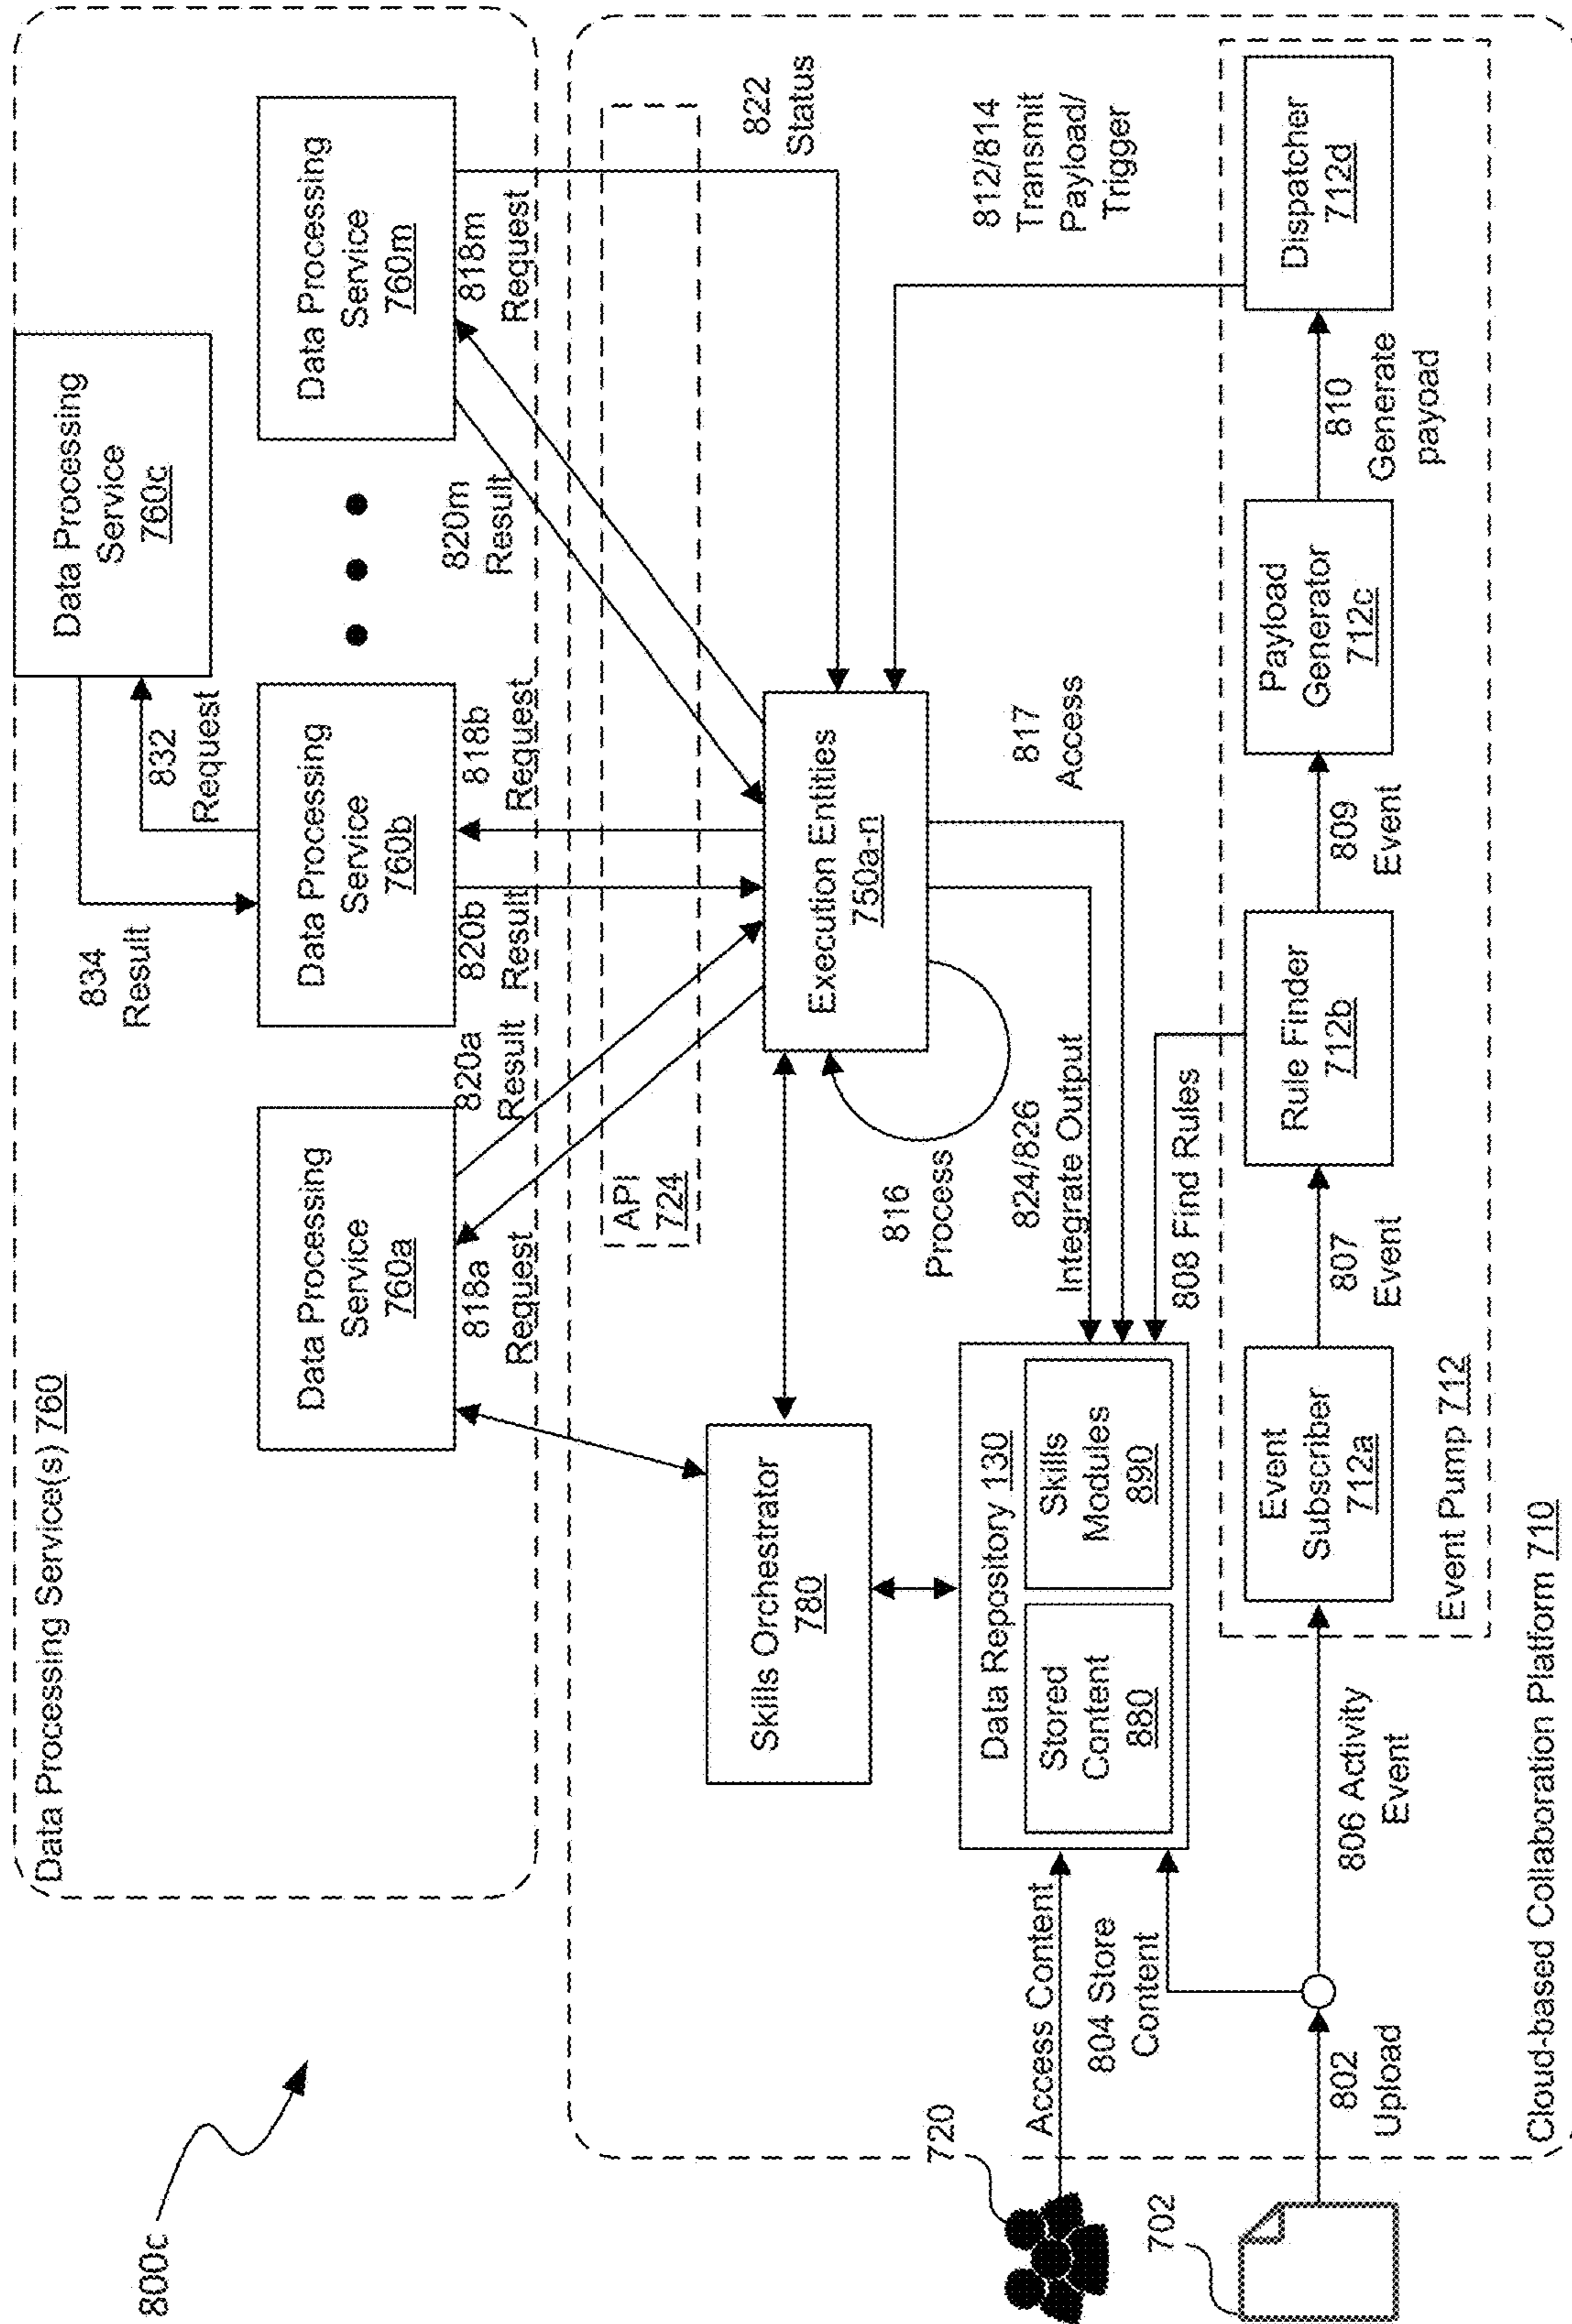 800c
Data Processing Service(s) 760
Data Processing
Service
760c
834
Result
832
Request
Data Processing
Service
760a
Data Processing
Service
760b
Data Processing
Service
760m
818a
Request
820a
Result
820b
Result
818b
Request
820m
Result
818m
Request
API
724
822
Status
Skills Orchestrator
780
Execution Entities
750a-n
816
Process
817
Access
812/814
Transmit
Payload/
Trigger
824/826
Integrate Output
808 Find Rules
Data Repository 130
Stored
Content
880
Skills
Modules
890
720
Access Content
804 Store
Content
702
802
Upload
806 Activity
Event
Event
Subscriber
712a
807
Event
Rule Finder
712b
809
Event
Payload
Generator
712c
810
Generate
payoad
Dispatcher
712d
Event Pump 712
Cloud-based Collaboration Platform 710